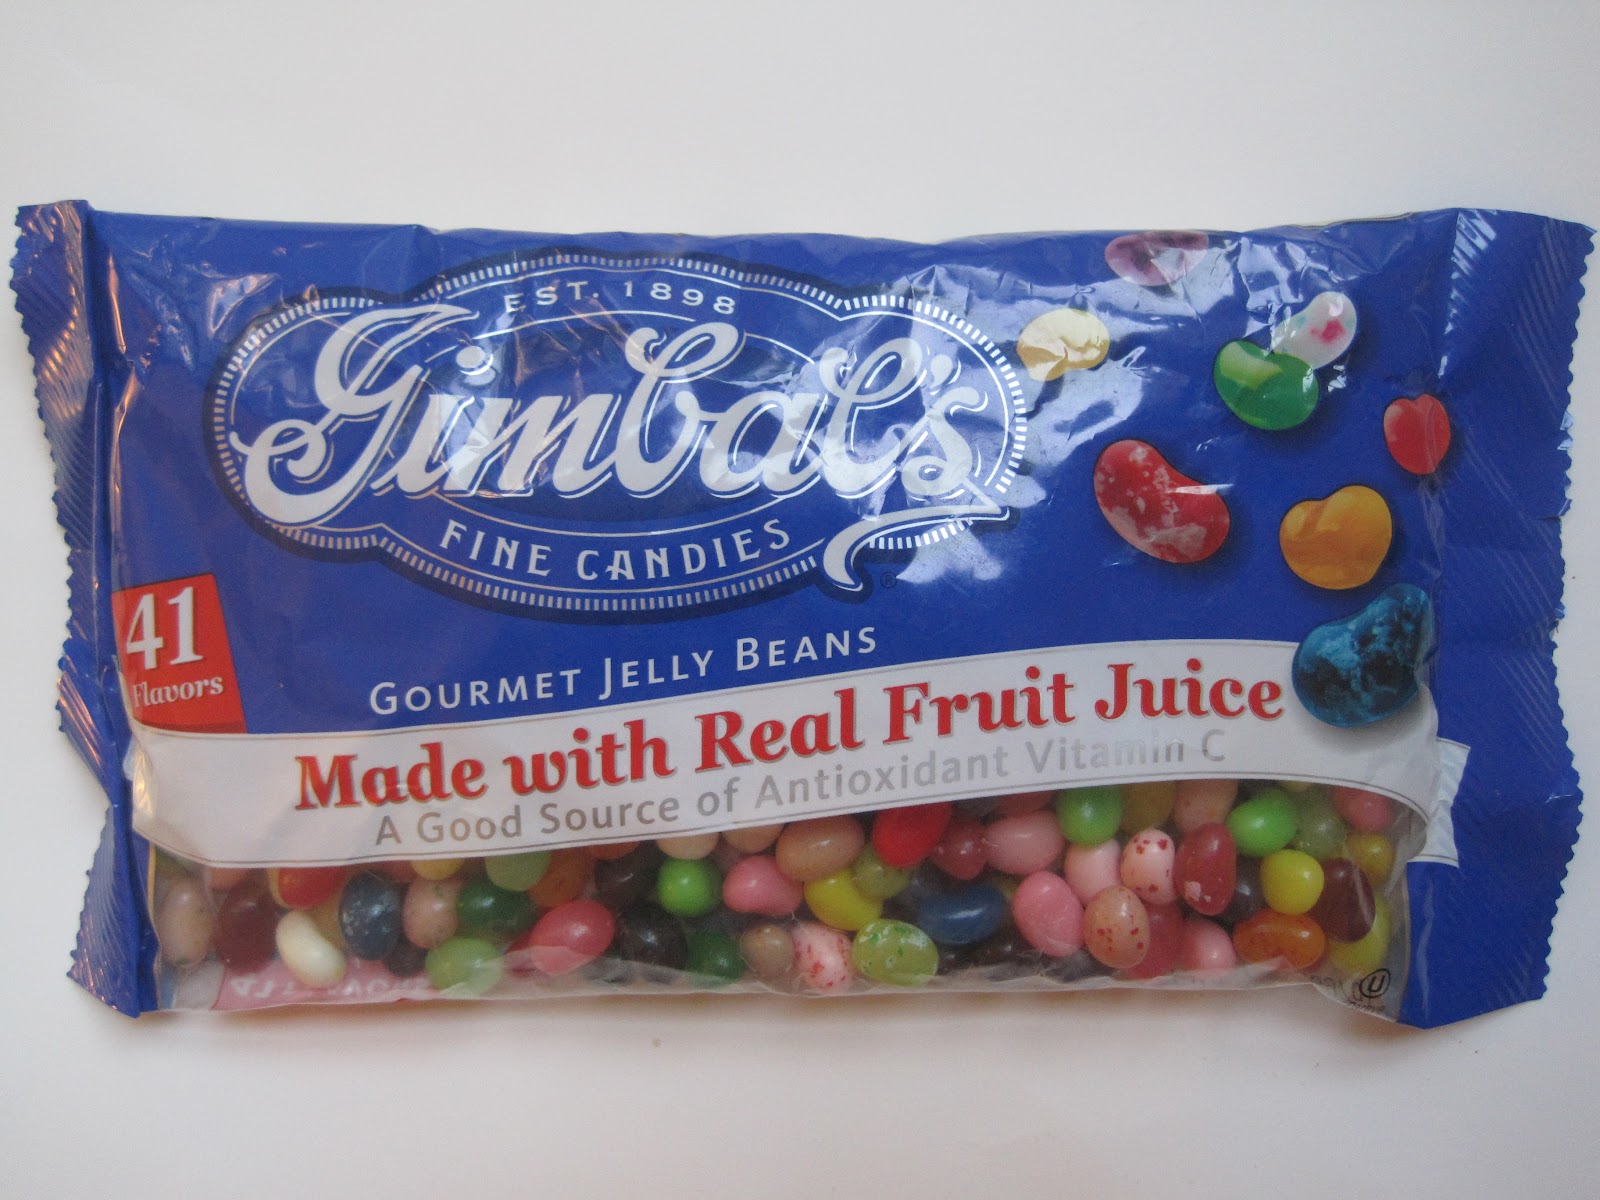 EST. 1898
Gimbal's
FINE CANDIES
®
41
Flavors
GOURMET JELLY BEANS
Made with Real Fruit Juice
A Good Source of Antioxidant Vitamin C
U